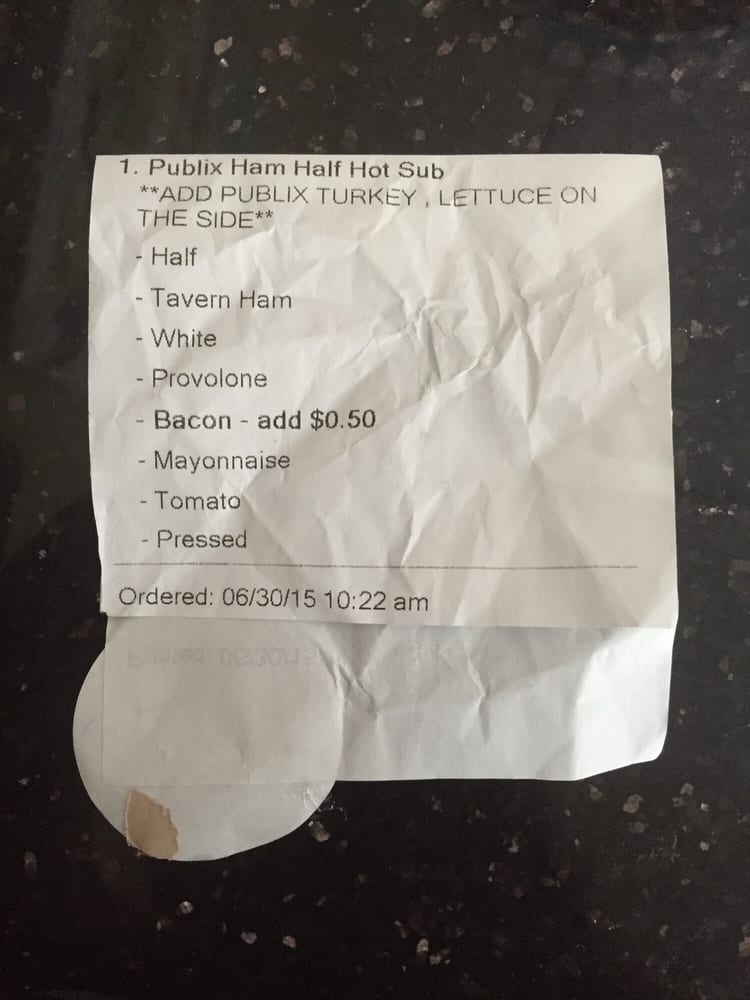 1. Publix Ham Half Hot Sub
**ADD PUBLIX TURKEY , LETTUCE ON
THE SIDE**
- Half
- Tavern Ham
- White
- Provolone
- Bacon - add $0.50
- Mayonnaise
- Tomato
- Pressed
Ordered: 06/30/15 10:22 am